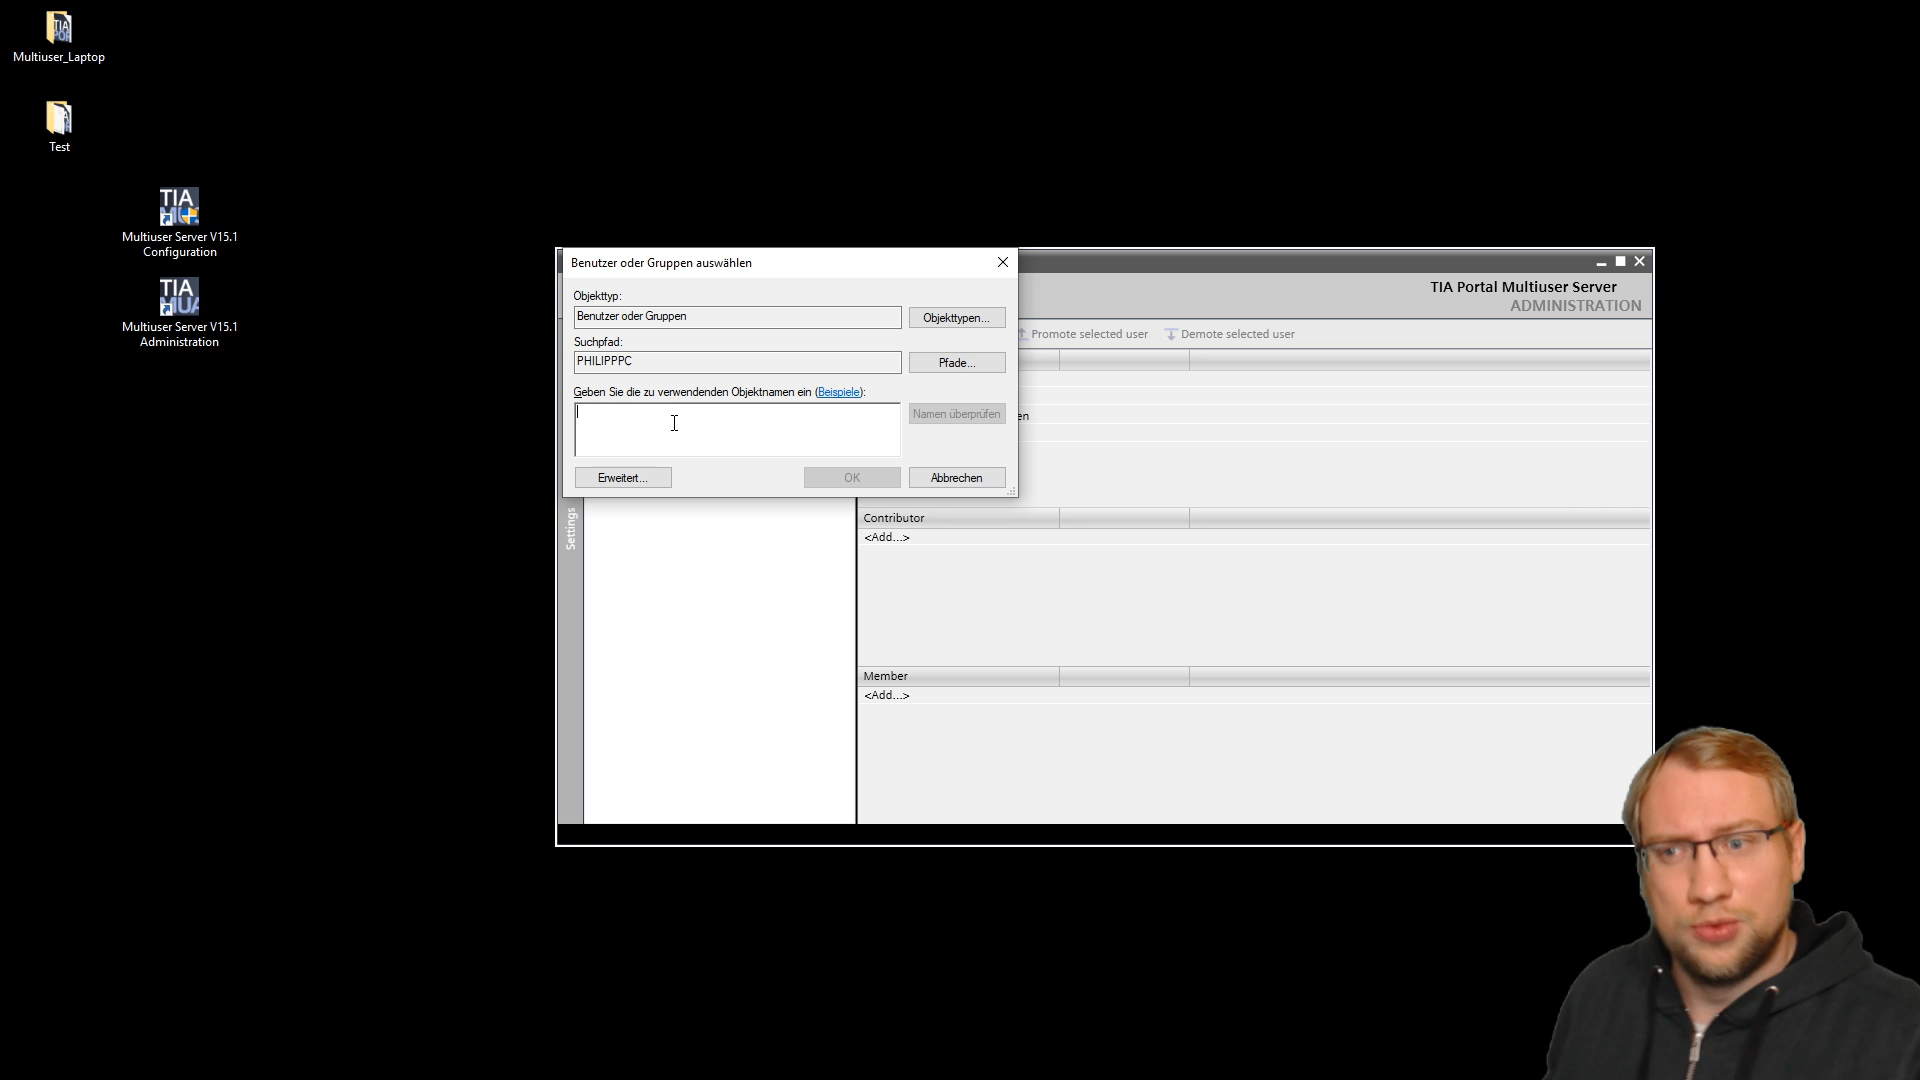 Multiuser_Laptop
Test
TIA
Multiuser Server V15.1
Configuration
TIA
MUA
Multiuser Server V15.1
Administration
Benutzer oder Gruppen auswählen
Objekttyp:
Benutzer oder Gruppen
Objekttypen...
Suchpfad:
PHILIPPPC
Pfade...
Geben Sie die zu verwendenden Objektnamen ein (Beispiele):
Namen überprüfen
Erweitert...
OK
Abbrechen
TIA Portal Multiuser Server
ADMINISTRATION
Promote selected user
Demote selected user
en
Settings
Contributor
<Add...>
Member
<Add...>